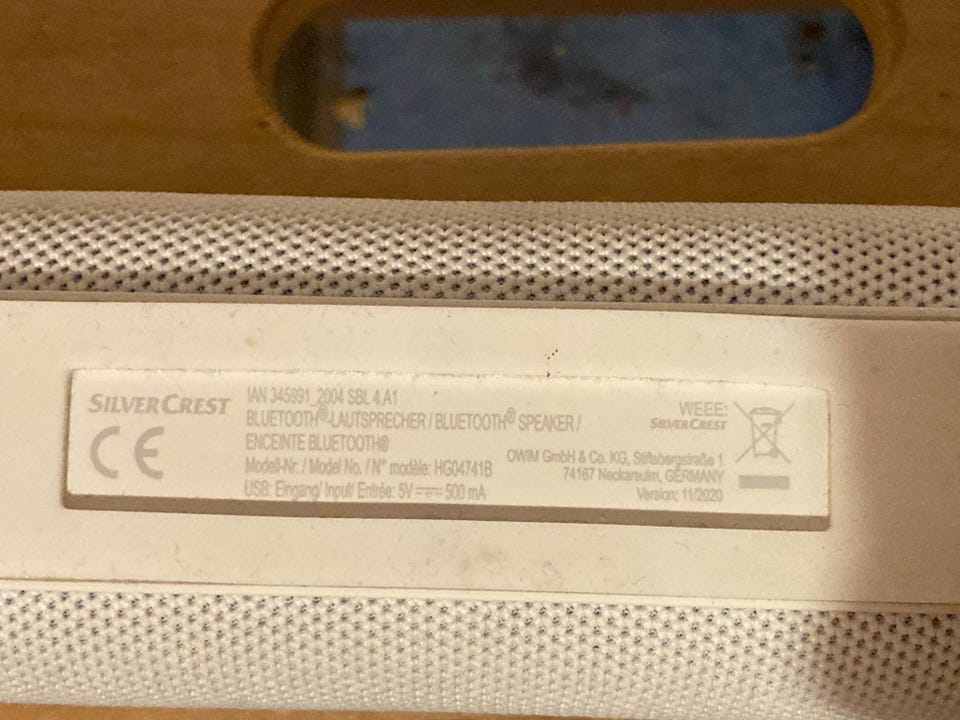 SILVERCREST
CE
IAN 345991_2004 SBL 4.A1
BLUETOOTH®-LAUTSPRECHER / BLUETOOTH® SPEAKER /
ENCEINTE BLUETOOTH®
Modell-Nr. / Model No. / N° modèle: HG04741B
USB: Eingang/ Input/ Entrée: 5V ⎓ 500 mA
WEEE:
SILVERCREST
OWIM GmbH & Co. KG, Stiftsbergstraße 1
74167 Neckarsulm, GERMANY
Version: 11/2020